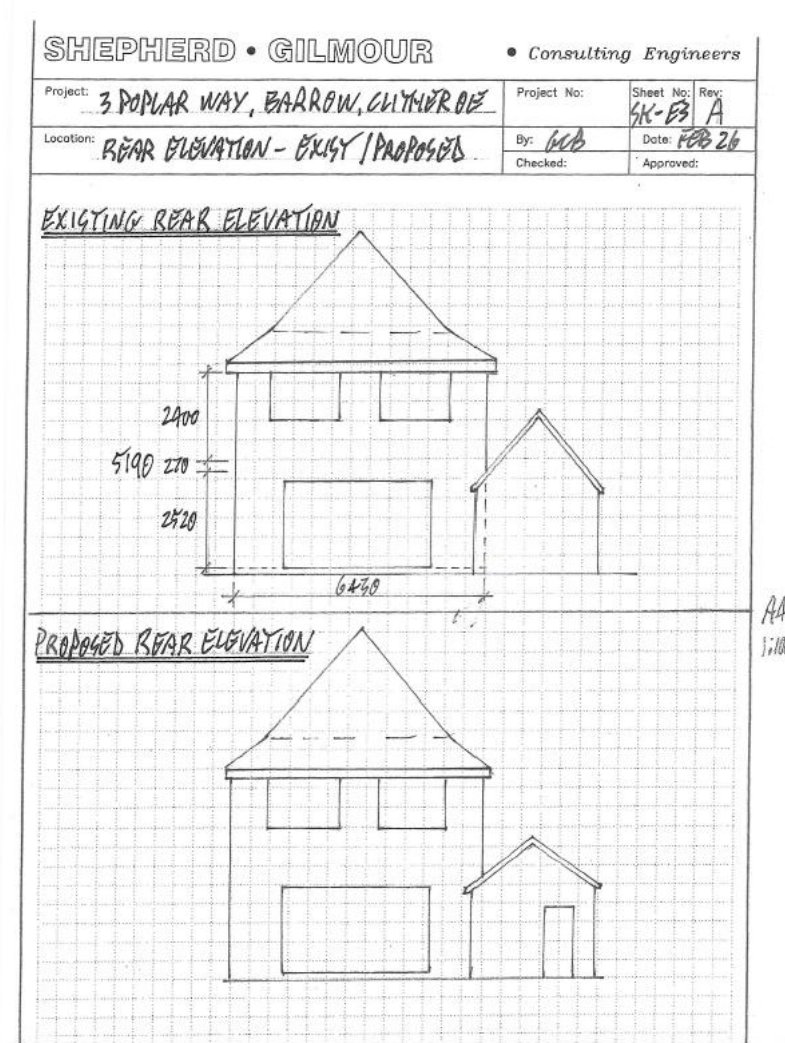 SHEPHERD • GILMOUR
• Consulting Engineers
Project: 3 POPLAR WAY, BARROW, CLITHEROE
Project No:
Sheet No: SK-E3
Rev: A
Location: REAR ELEVATION - EXIST / PROPOSED
By: GCB
Date: FEB 26
Checked:
Approved:
EXISTING REAR ELEVATION
2400
5190 270
2520
6430
A4
PROPOSED REAR ELEVATION